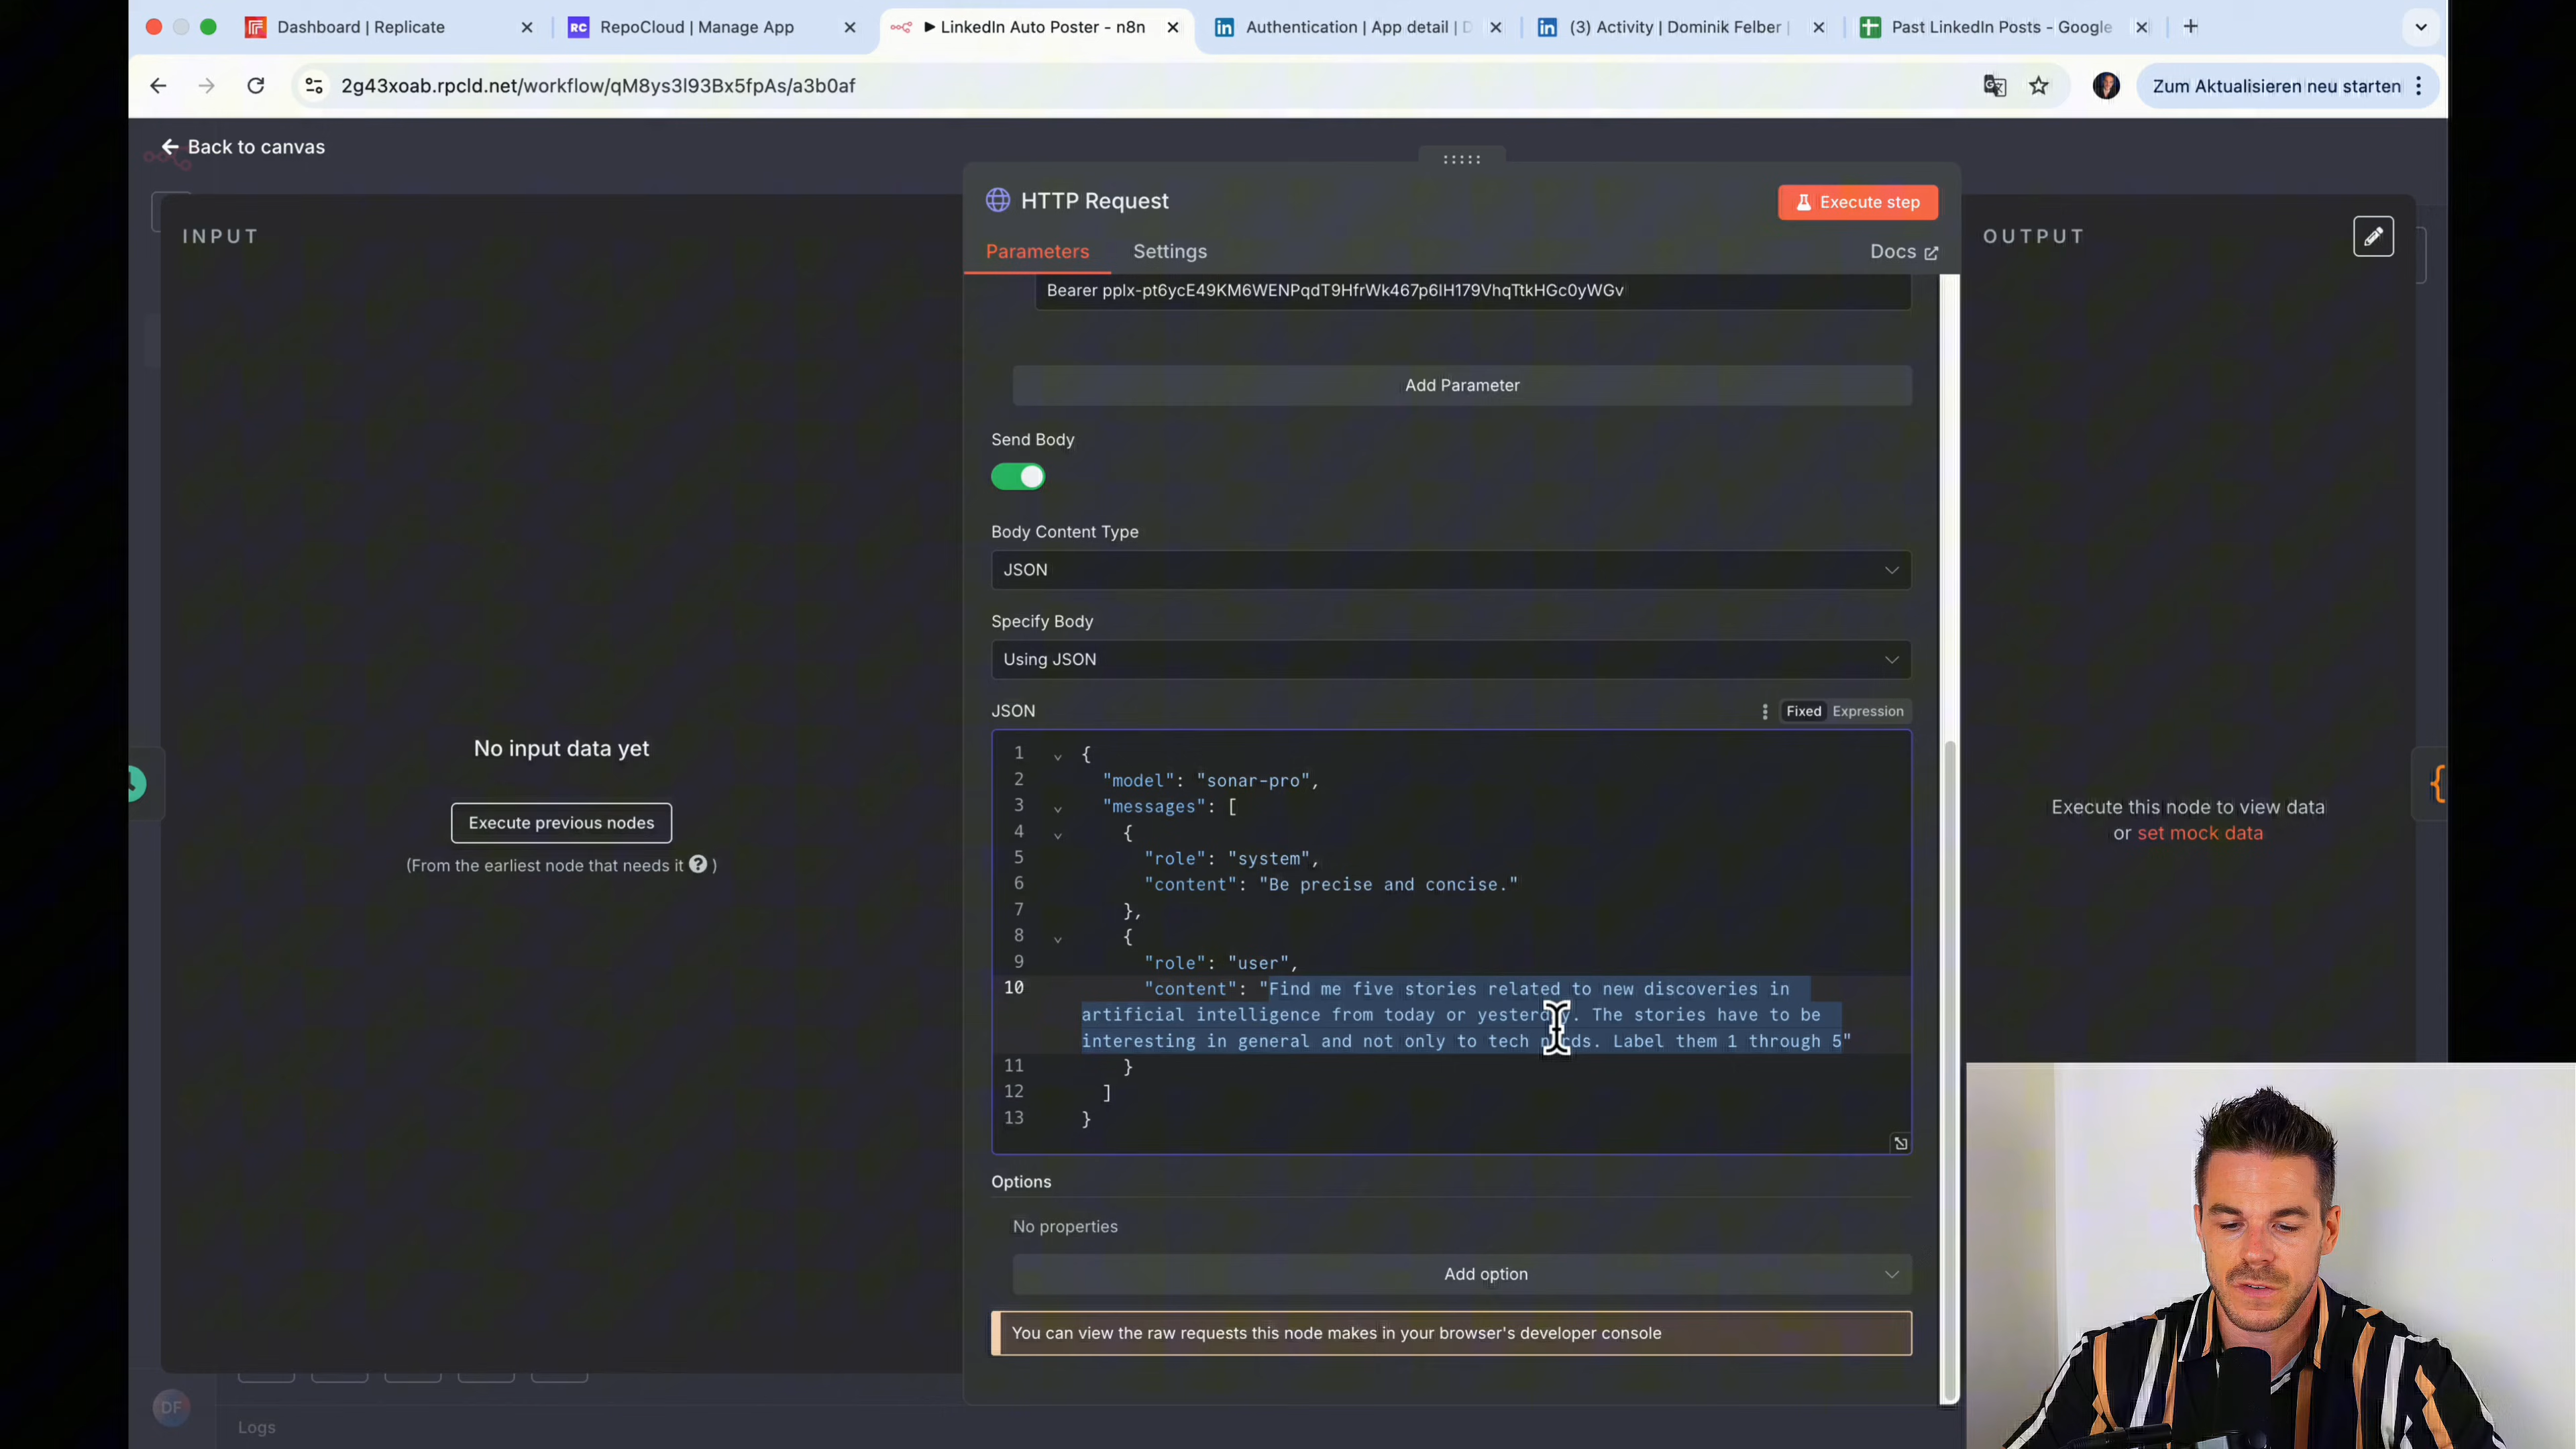 Dashboard | Replicate
RepoCloud | Manage App
LinkedIn Auto Poster - n8n
Authentication | App detail | D
(3) Activity | Dominik Felber |
Past LinkedIn Posts - Google
2g43xoab.rpcld.net/workflow/qM8ys3l93Bx5fpAs/a3b0af
Zum Aktualisieren neu starten
Back to canvas
INPUT
HTTP Request
Execute step
OUTPUT
Parameters
Settings
Docs
Bearer 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
Add Parameter
Send Body
Body Content Type
JSON
Specify Body
Using JSON
JSON
Fixed
Expression
1 {
2 "model": "sonar-pro",
3 "messages": [
4 {
5 "role": "system",
6 "content": "Be precise and concise."
7 },
8 {
9 "role": "user",
10 "content": "Find me five stories related to new discoveries in
artificial intelligence from today or yesterday. The stories have to be
interesting in general and not only to tech nerds. Label them 1 through 5"
11 }
12 ]
13 }
No input data yet
Execute previous nodes
(From the earliest node that needs it ? )
Execute this node to view data
or set mock data
Options
No properties
Add option
You can view the raw requests this node makes in your browser's developer console
DF
Logs